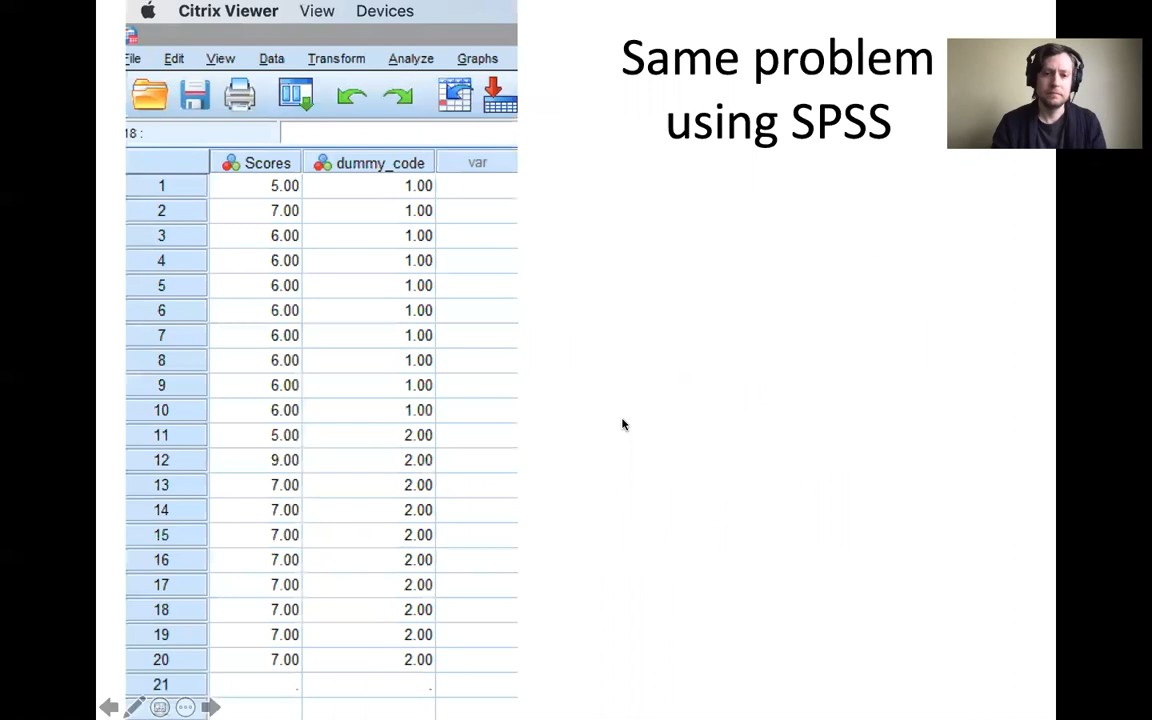 Citrix Viewer View Devices
File Edit View Data Transform Analyze Graphs
18 :
Scores dummy_code var
1 5.00 1.00
2 7.00 1.00
3 6.00 1.00
4 6.00 1.00
5 6.00 1.00
6 6.00 1.00
7 6.00 1.00
8 6.00 1.00
9 6.00 1.00
10 6.00 1.00
11 5.00 2.00
12 9.00 2.00
13 7.00 2.00
14 7.00 2.00
15 7.00 2.00
16 7.00 2.00
17 7.00 2.00
18 7.00 2.00
19 7.00 2.00
20 7.00 2.00
21 . .
Same problem
using SPSS